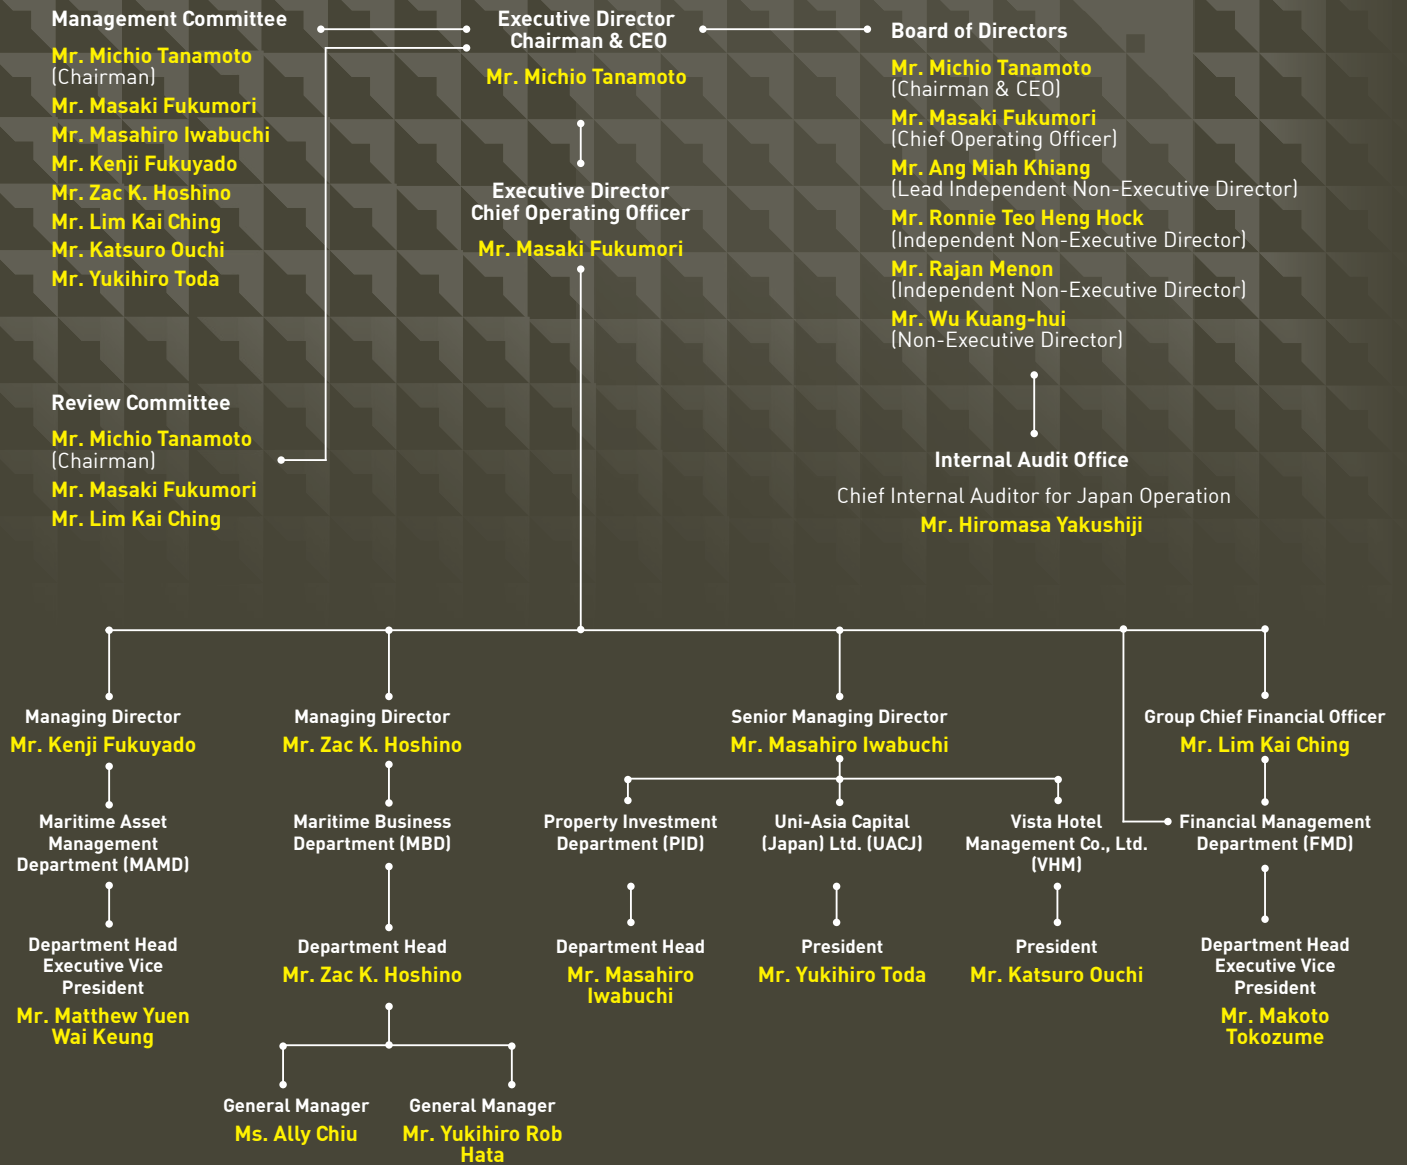 Management Committee
Mr. Michio Tanamoto
(Chairman)
Mr. Masaki Fukumori
Mr. Masahiro Iwabuchi
Mr. Kenji Fukuyado
Mr. Zac K. Hoshino
Mr. Lim Kai Ching
Mr. Katsuro Ouchi
Mr. Yukihiro Toda
Executive Director
Chairman & CEO
Mr. Michio Tanamoto
Executive Director
Chief Operating Officer
Mr. Masaki Fukumori
Board of Directors
Mr. Michio Tanamoto
(Chairman & CEO)
Mr. Masaki Fukumori
(Chief Operating Officer)
Mr. Ang Miah Khiang
(Lead Independent Non-Executive Director)
Mr. Ronnie Teo Heng Hock
(Independent Non-Executive Director)
Mr. Rajan Menon
(Independent Non-Executive Director)
Mr. Wu Kuang-hui
(Non-Executive Director)
Review Committee
Mr. Michio Tanamoto
(Chairman)
Mr. Masaki Fukumori
Mr. Lim Kai Ching
Internal Audit Office
Chief Internal Auditor for Japan Operation
Mr. Hiromasa Yakushiji
Managing Director
Mr. Kenji Fukuyado
Maritime Asset
Management
Department (MAMD)
Department Head
Executive Vice
President
Mr. Matthew Yuen
Wai Keung
Managing Director
Mr. Zac K. Hoshino
Maritime Business
Department (MBD)
Department Head
Mr. Zac K. Hoshino
General Manager
Ms. Ally Chiu
General Manager
Mr. Yukihiro Rob
Hata
Senior Managing Director
Mr. Masahiro Iwabuchi
Property Investment
Department (PID)
Department Head
Mr. Masahiro
Iwabuchi
Uni-Asia Capital
(Japan) Ltd. (UACJ)
President
Mr. Yukihiro Toda
Vista Hotel
Management Co., Ltd.
(VHM)
President
Mr. Katsuro Ouchi
Group Chief Financial Officer
Mr. Lim Kai Ching
Financial Management
Department (FMD)
Department Head
Executive Vice
President
Mr. Makoto
Tokozume